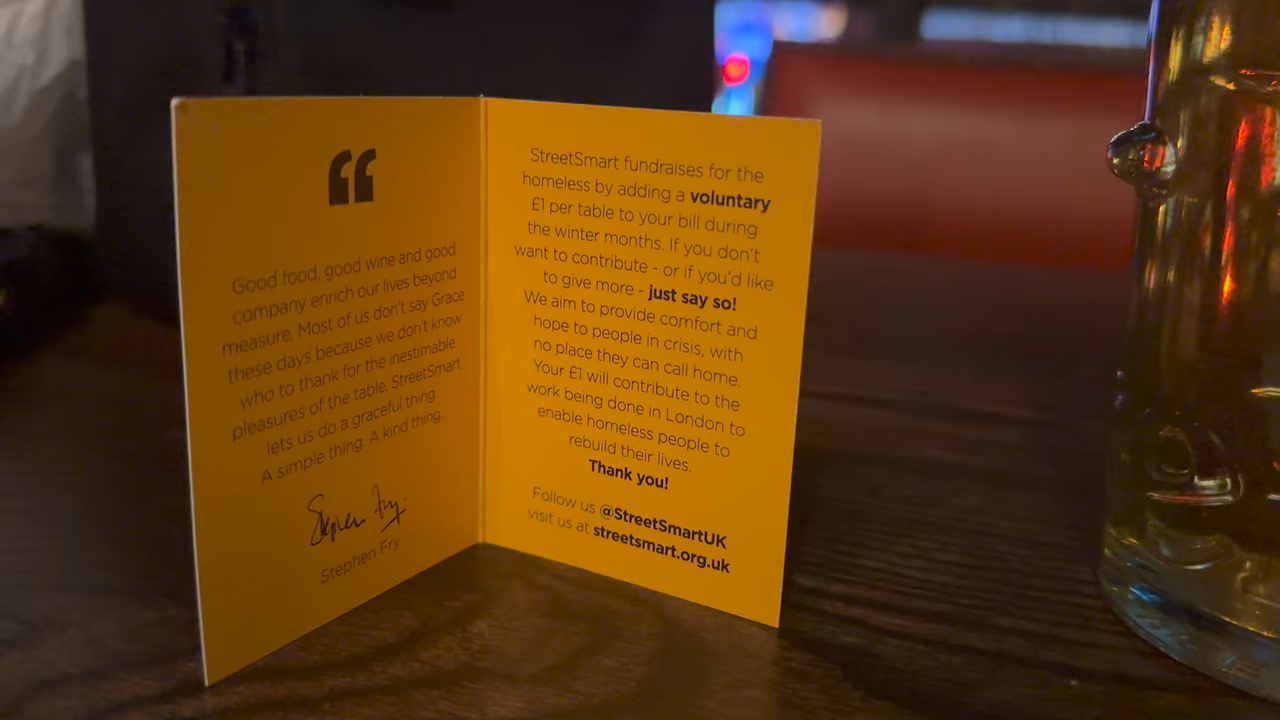 “
Good food, good wine and good
company enrich our lives beyond
measure. Most of us don't say Grace
these days because we don't know
who to thank for the inestimable
pleasures of the table. StreetSmart
lets us do a graceful thing.
A simple thing. A kind thing.
Stephen Fry
Stephen Fry
StreetSmart fundraises for the
homeless by adding a voluntary
£1 per table to your bill during
the winter months. If you don't
want to contribute - or if you'd like
to give more - just say so!
We aim to provide comfort and
hope to people in crisis, with
no place they can call home.
Your £1 will contribute to the
work being done in London to
enable homeless people to
rebuild their lives.
Thank you!
Follow us @StreetSmartUK
visit us at streetsmart.org.uk